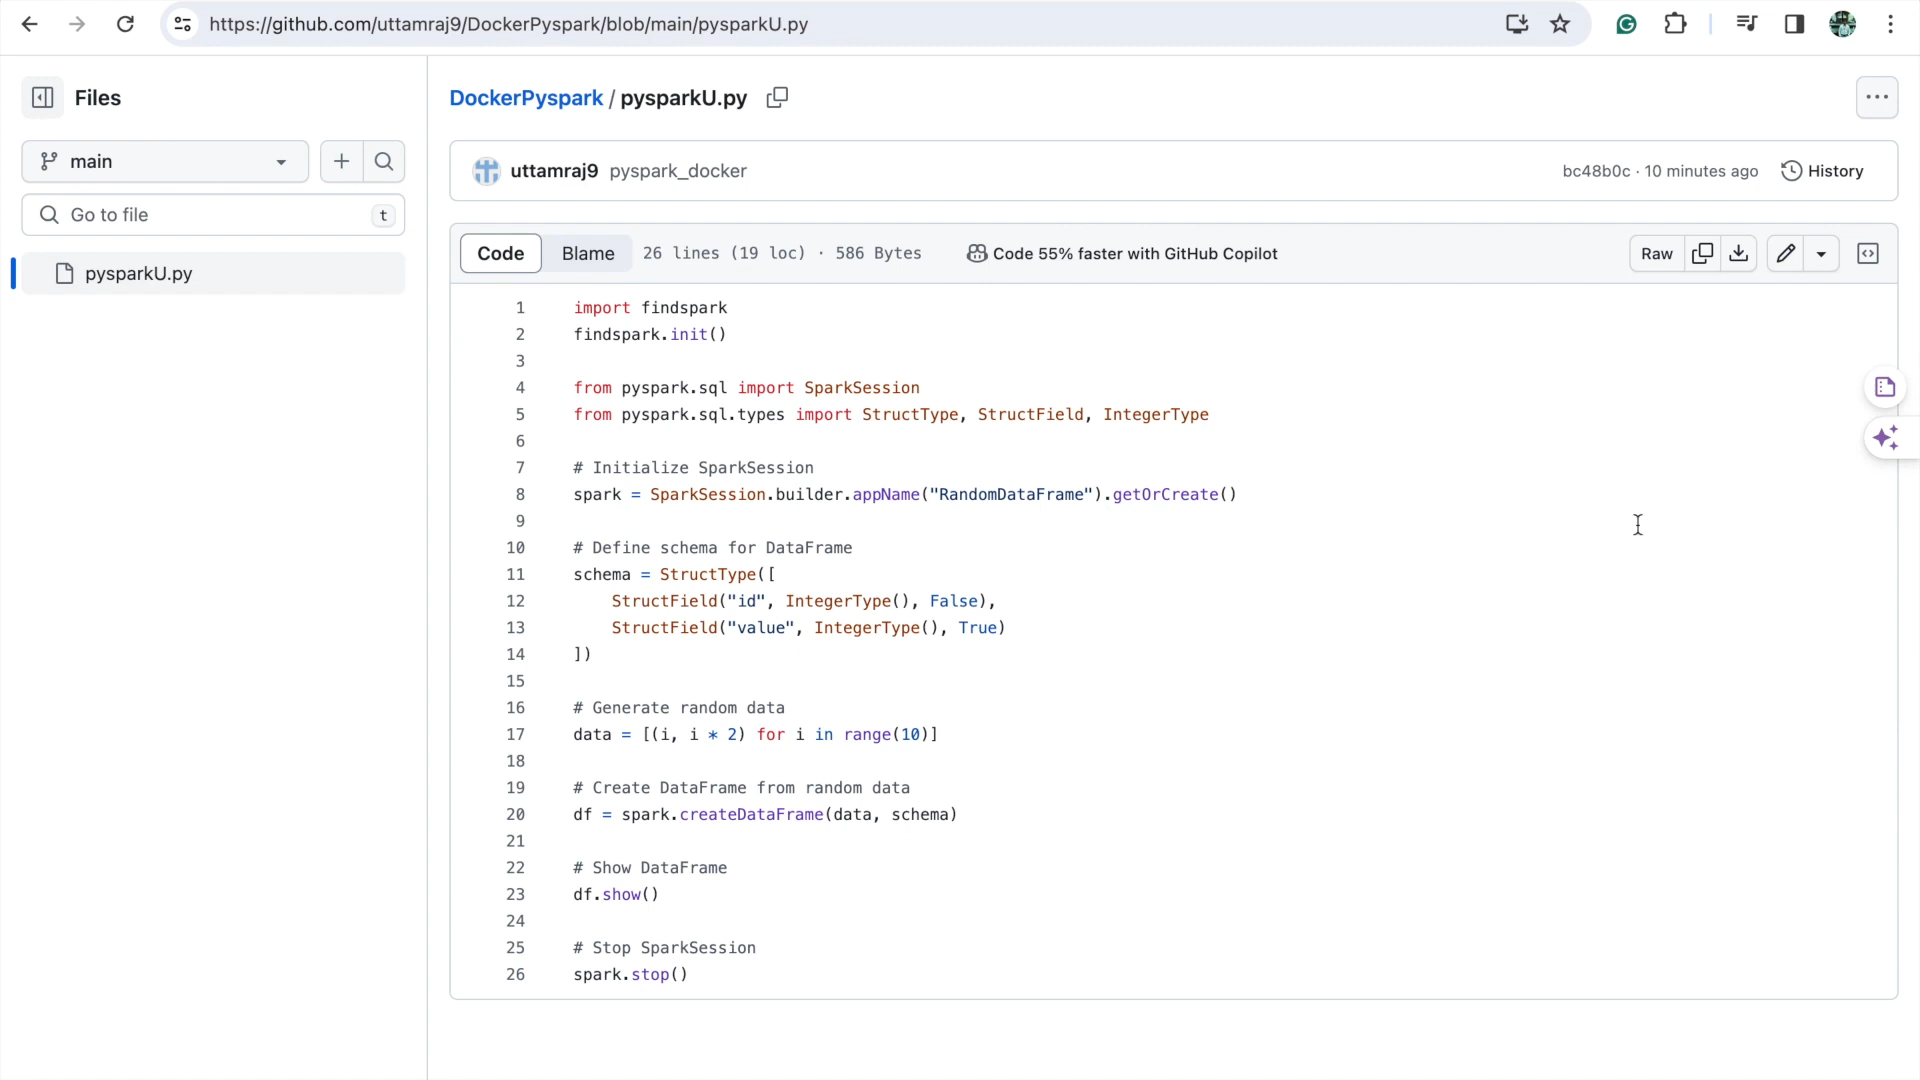 https://github.com/uttamraj9/DockerPyspark/blob/main/pysparkU.py
Files
main
Go to file
t
pysparkU.py
DockerPyspark / pysparkU.py
uttamraj9 pyspark_docker
bc48b0c · 10 minutes ago
History
Code
Blame
26 lines (19 loc) · 586 Bytes
Code 55% faster with GitHub Copilot
Raw
1 import findspark
2 findspark.init()
3
4 from pyspark.sql import SparkSession
5 from pyspark.sql.types import StructType, StructField, IntegerType
6
7 # Initialize SparkSession
8 spark = SparkSession.builder.appName("RandomDataFrame").getOrCreate()
9
10 # Define schema for DataFrame
11 schema = StructType([
12     StructField("id", IntegerType(), False),
13     StructField("value", IntegerType(), True)
14 ])
15
16 # Generate random data
17 data = [(i, i * 2) for i in range(10)]
18
19 # Create DataFrame from random data
20 df = spark.createDataFrame(data, schema)
21
22 # Show DataFrame
23 df.show()
24
25 # Stop SparkSession
26 spark.stop()